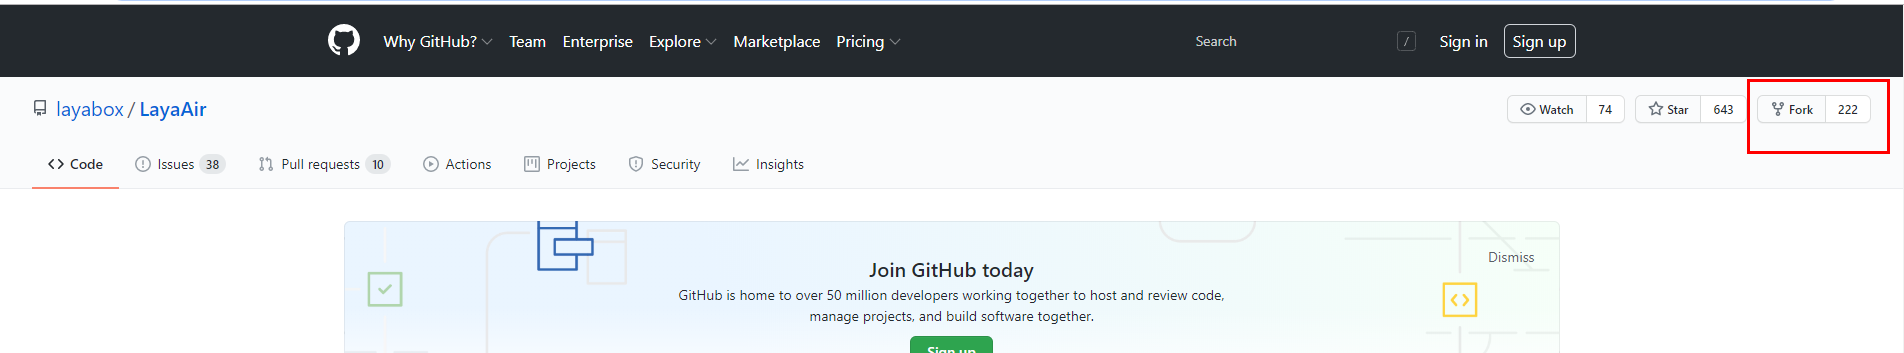 Why GitHub? Team Enterprise Explore Marketplace Pricing Search / Sign in Sign up
layabox / LayaAir Watch 74 Star 643 Fork 222
Code Issues 38 Pull requests 10 Actions Projects Security Insights
Dismiss
Join GitHub today
GitHub is home to over 50 million developers working together to host and review code,
manage projects, and build software together.
Sign up